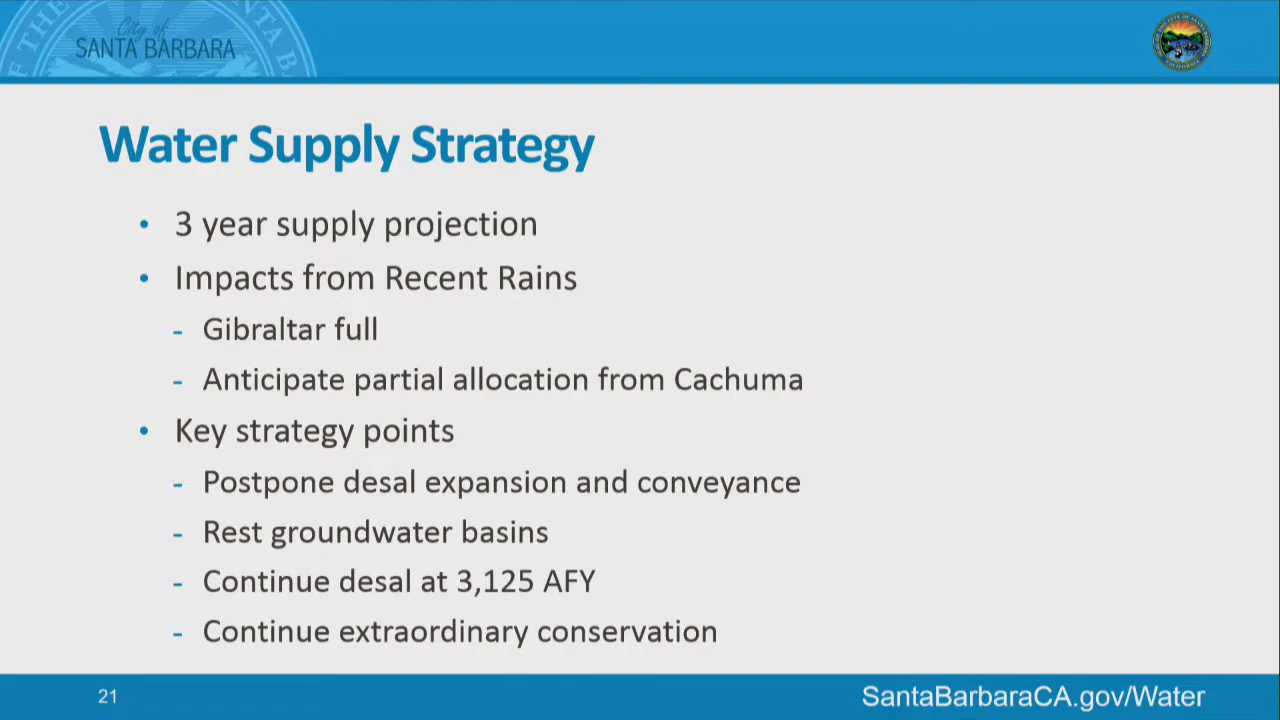 City of
SANTA BARBARA
Water Supply Strategy
• 3 year supply projection
• Impacts from Recent Rains
- Gibraltar full
- Anticipate partial allocation from Cachuma
• Key strategy points
- Postpone desal expansion and conveyance
- Rest groundwater basins
- Continue desal at 3,125 AFY
- Continue extraordinary conservation
21
SantaBarbaraCA.gov/Water